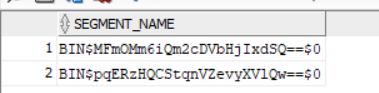 SEGMENT_NAME
1 BIN$MFmOMm6iQm2cDVbHjIxdSQ==$0
2 BIN$pqERzHQCStqnVZevyXVlQw==$0